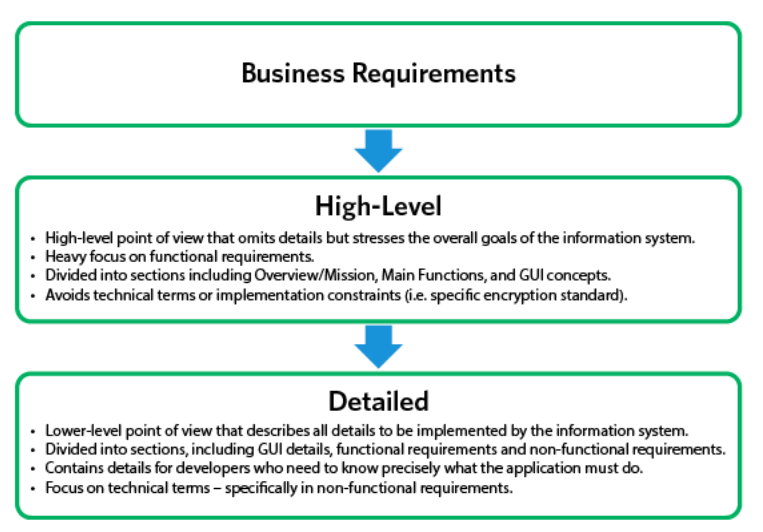 Business Requirements
High-Level
• High-level point of view that omits details but stresses the overall goals of the information system.
• Heavy focus on functional requirements.
• Divided into sections including Overview/Mission, Main Functions, and GUI concepts.
• Avoids technical terms or implementation constraints (i.e. specific encryption standard).
Detailed
• Lower-level point of view that describes all details to be implemented by the information system.
• Divided into sections, including GUI details, functional requirements and non-functional requirements.
• Contains details for developers who need to know precisely what the application must do.
• Focus on technical terms – specifically in non-functional requirements.